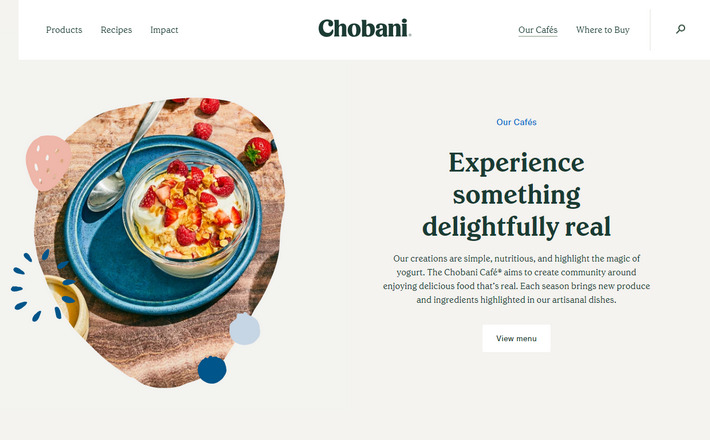 Products Recipes Impact
Chobani.
Our Cafés Where to Buy
Our Cafés
Experience
something
delightfully real
Our creations are simple, nutritious, and highlight the magic of
yogurt. The Chobani Café® aims to create community around
enjoying delicious food that's real. Each season brings new produce
and ingredients highlighted in our artisanal dishes.
View menu